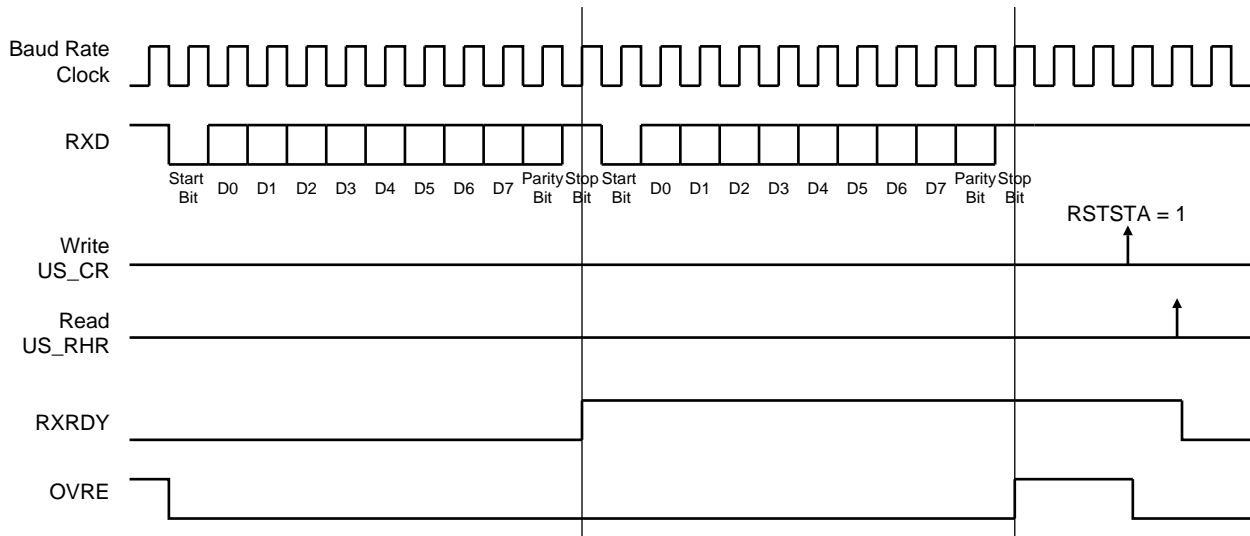 Baud Rate
Clock
RXD
Start
Bit
D0 D1 D2 D3 D4 D5 D6 D7
Parity
Bit
Stop
Bit
Start
Bit
D0 D1 D2 D3 D4 D5 D6 D7
Parity
Bit
Stop
Bit
RSTSTA = 1
Write
US_CR
Read
US_RHR
RXRDY
OVRE